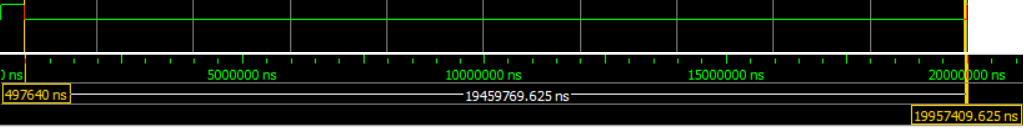 0 ns 5000000 ns 10000000 ns 15000000 ns 20000000 ns
497640 ns 19459769.625 ns
19957409.625 ns